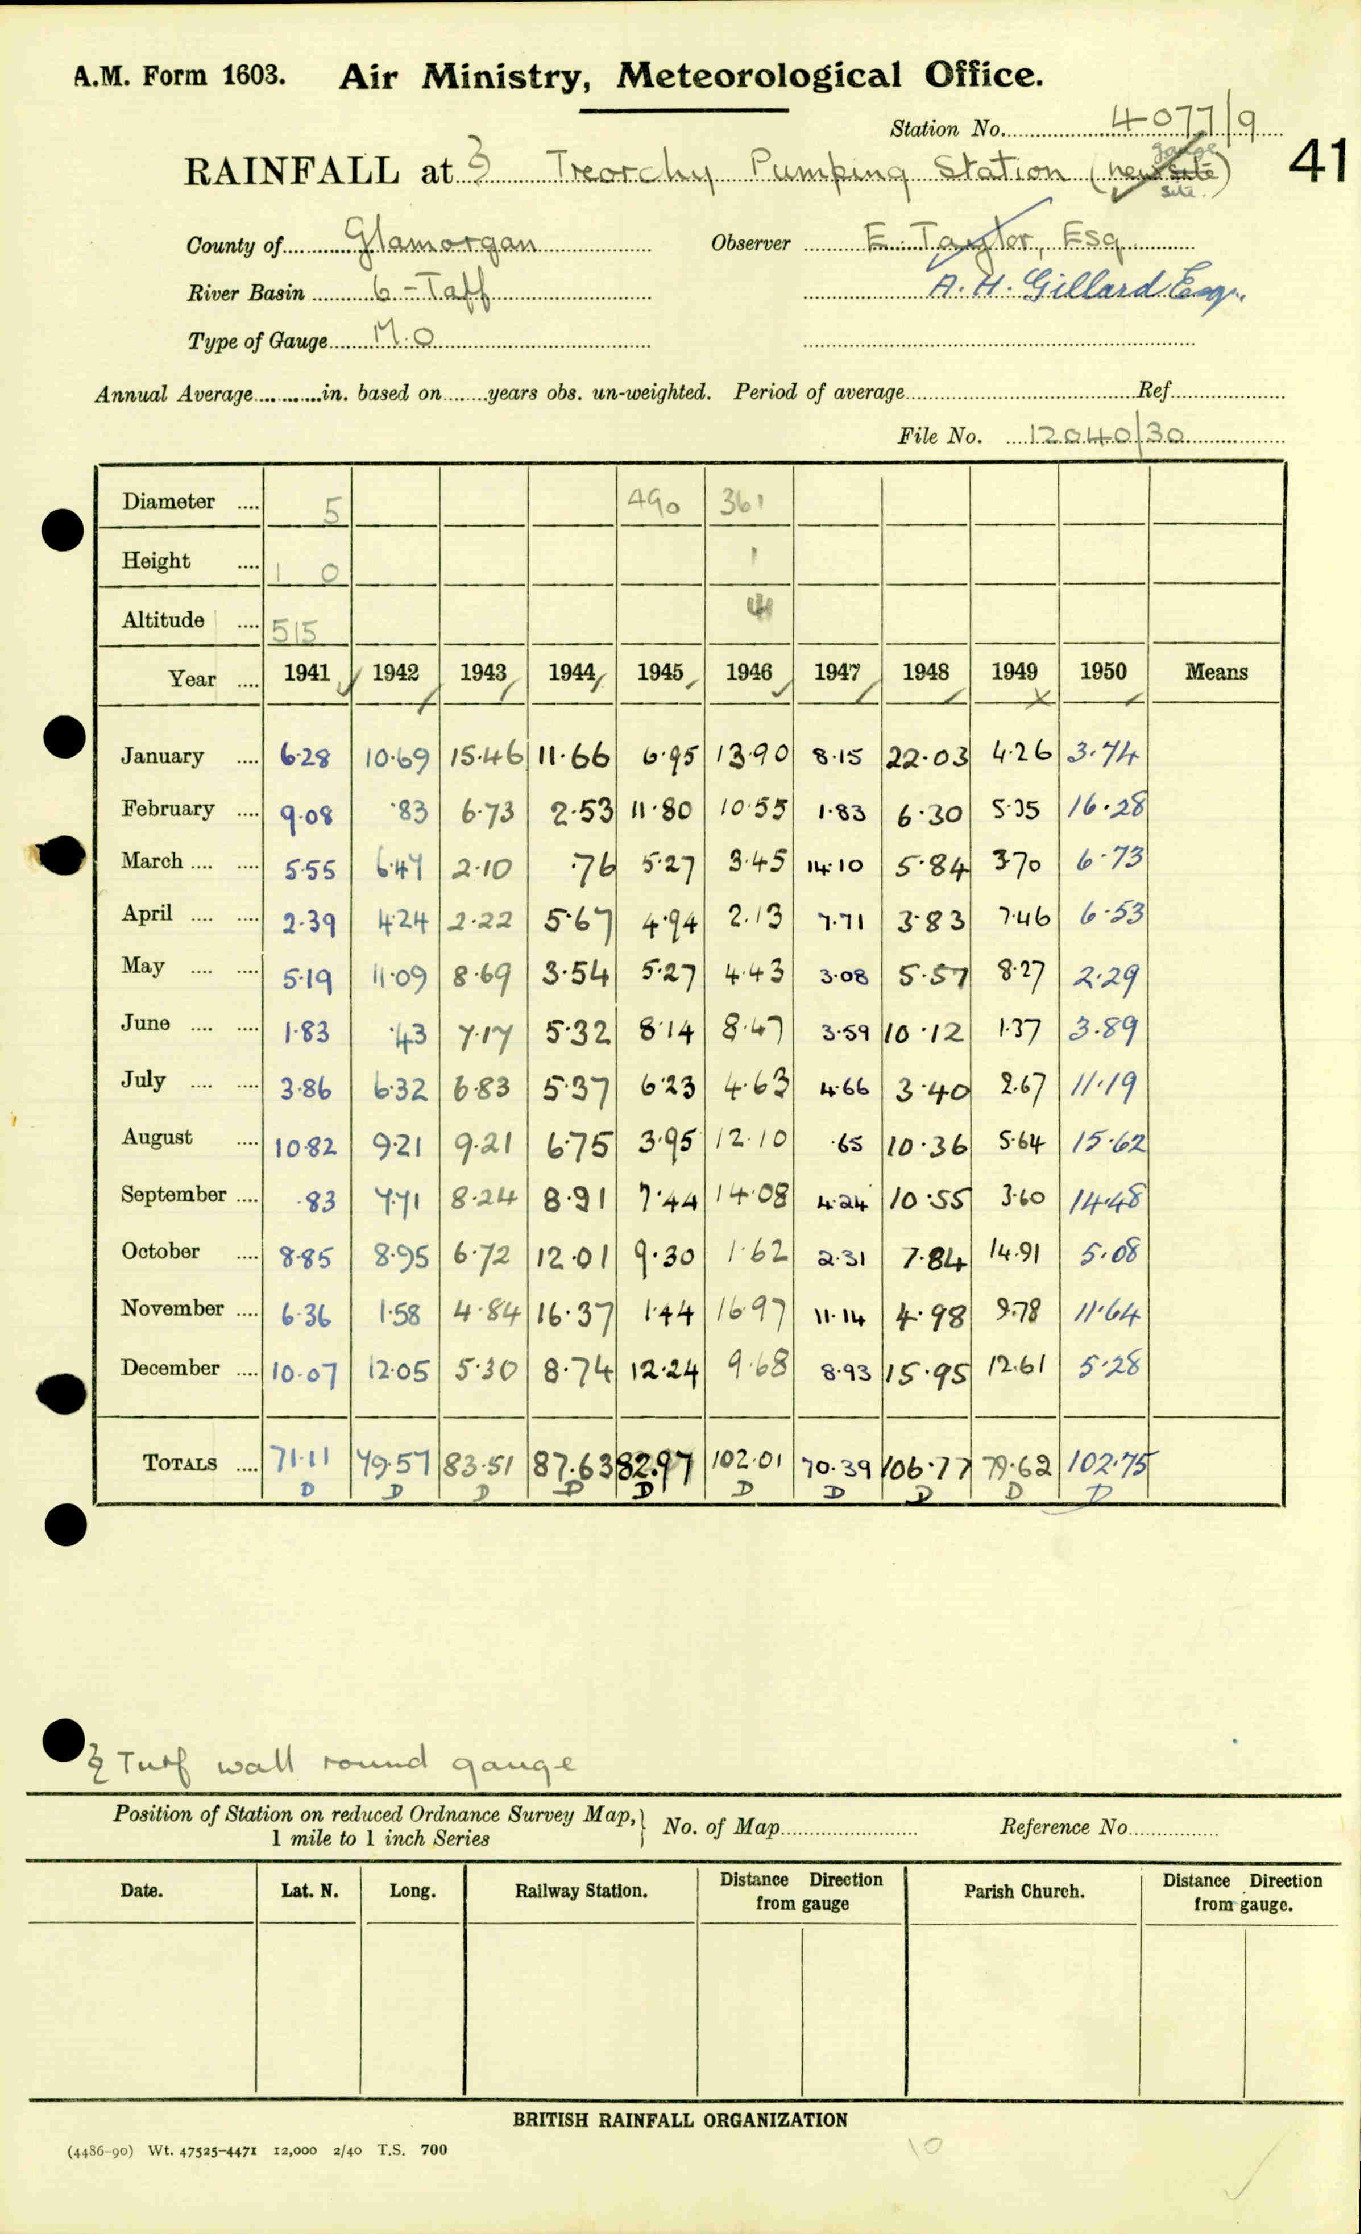 A.M. Form 1603. Air Ministry, Meteorological Office.
Station No. 4077/9
RAINFALL at Treorchy Pumping Station (new site) gauge site.
41
County of Glamorgan Observer E. Taylor, Esq
River Basin 6 - Taff A. H. Gillard Esq.
Type of Gauge M.O
Annual Average in. based on years obs. un-weighted. Period of average Ref
File No. 12040/30
Diameter 5 490 361
Height 1 0 1
Altitude 515
Year 1941 1942 1943 1944 1945 1946 1947 1948 1949 1950 Means
January 6.28 10.69 15.46 11.66 6.95 13.90 8.15 22.03 4.26 3.74
February 9.08 .83 6.73 2.53 11.80 10.55 1.83 6.30 5.35 16.28
March 5.55 6.47 2.10 .76 5.27 3.45 14.10 5.84 3.70 6.73
April 2.39 4.24 2.22 5.67 4.94 2.13 7.71 3.83 7.46 6.53
May 5.19 11.09 8.69 3.54 5.27 4.43 3.08 5.57 8.27 2.29
June 1.83 .43 7.17 5.32 8.14 8.47 3.59 10.12 1.37 3.89
July 3.86 6.32 6.83 5.37 6.23 4.63 4.66 3.40 2.67 11.19
August 10.82 9.21 9.21 6.75 3.95 12.10 .65 10.36 5.64 15.62
September .83 7.71 8.24 8.91 7.44 14.08 4.24 10.55 3.60 14.48
October 8.85 8.95 6.72 12.01 9.30 1.62 2.31 7.84 14.91 5.08
November 6.36 1.58 4.84 16.37 1.44 16.97 11.14 4.98 9.78 11.64
December 10.07 12.05 5.30 8.74 12.24 9.68 8.93 15.95 12.61 5.28
TOTALS 71.11 79.57 83.51 87.63 82.97 102.01 70.39 106.77 79.62 102.75
D D D D D D D D D D
Turf wall round gauge
Position of Station on reduced Ordnance Survey Map, 1 mile to 1 inch Series No. of Map Reference No.
Date. Lat. N. Long. Railway Station. Distance Direction from gauge Parish Church. Distance Direction from gauge.
BRITISH RAINFALL ORGANIZATION
(4486-90) Wt. 47525-4471 12,000 2/40 T.S. 700
10